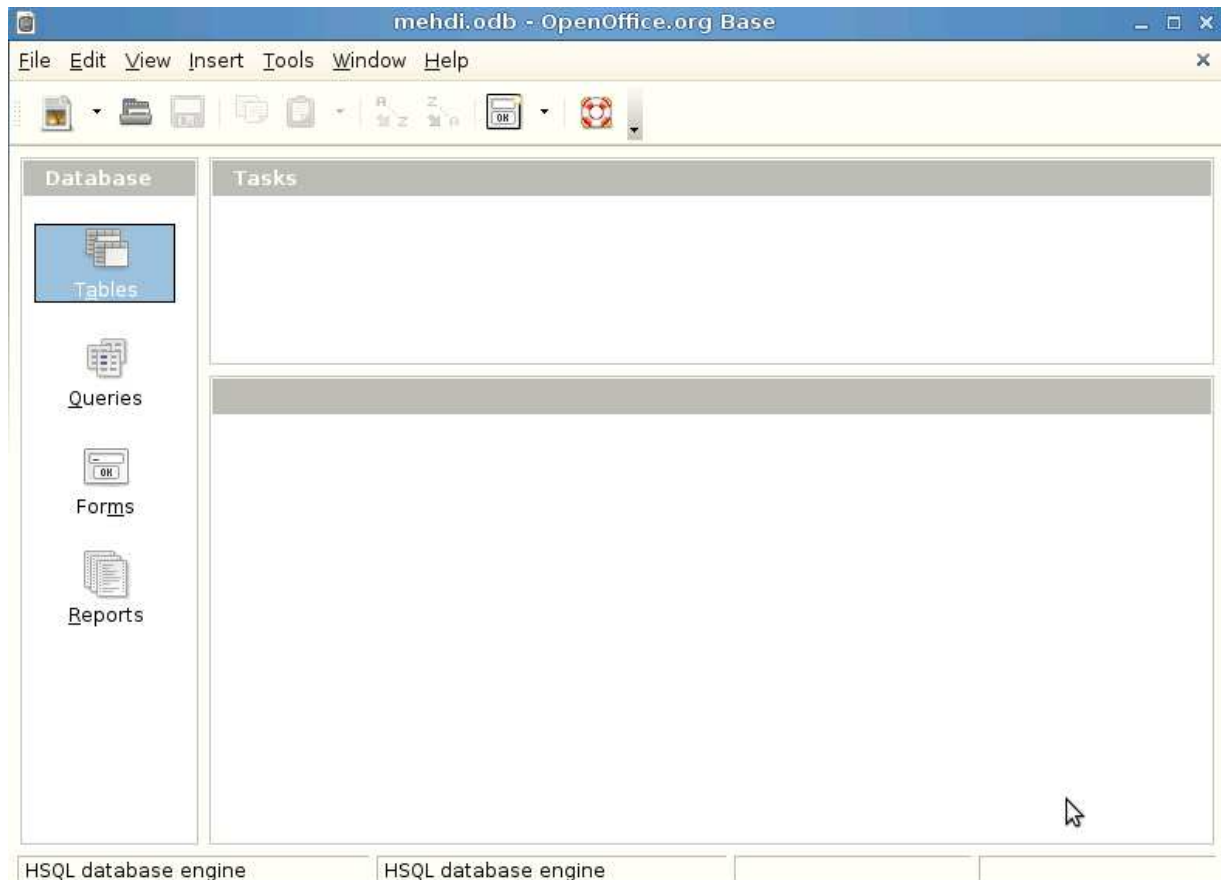 mehdi.odb - OpenOffice.org Base
File Edit View Insert Tools Window Help
Database
Tasks
Tables
Queries
Forms
Reports
HSQL database engine
HSQL database engine